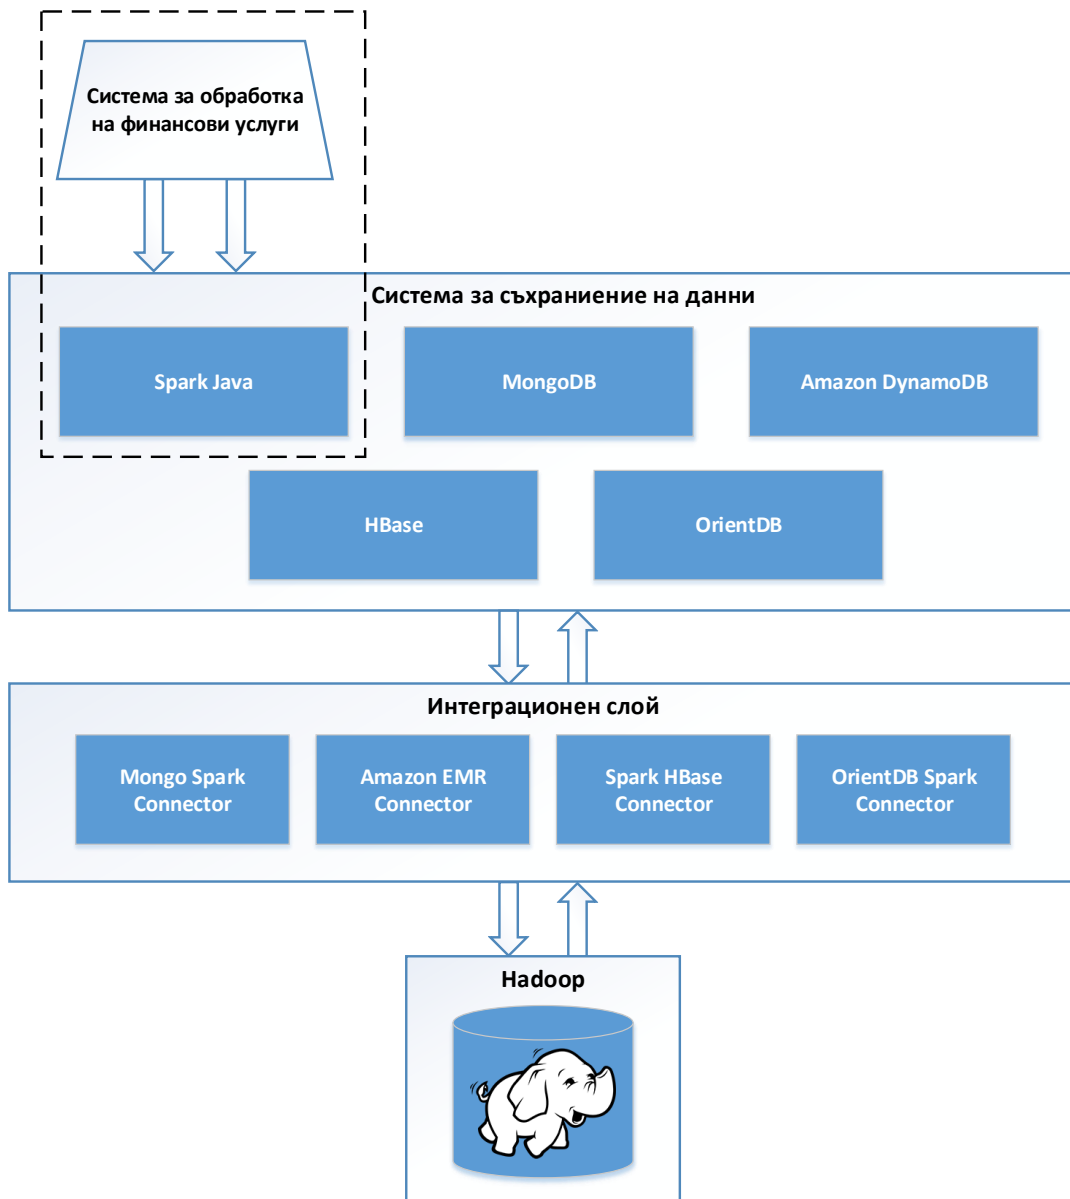 Система за обработка
на финансови услуги
Система за съхраниение на данни
Spark Java
MongoDB
Amazon DynamoDB
HBase
OrientDB
Интеграционен слой
Mongo Spark
Connector
Amazon EMR
Connector
Spark HBase
Connector
OrientDB Spark
Connector
Hadoop